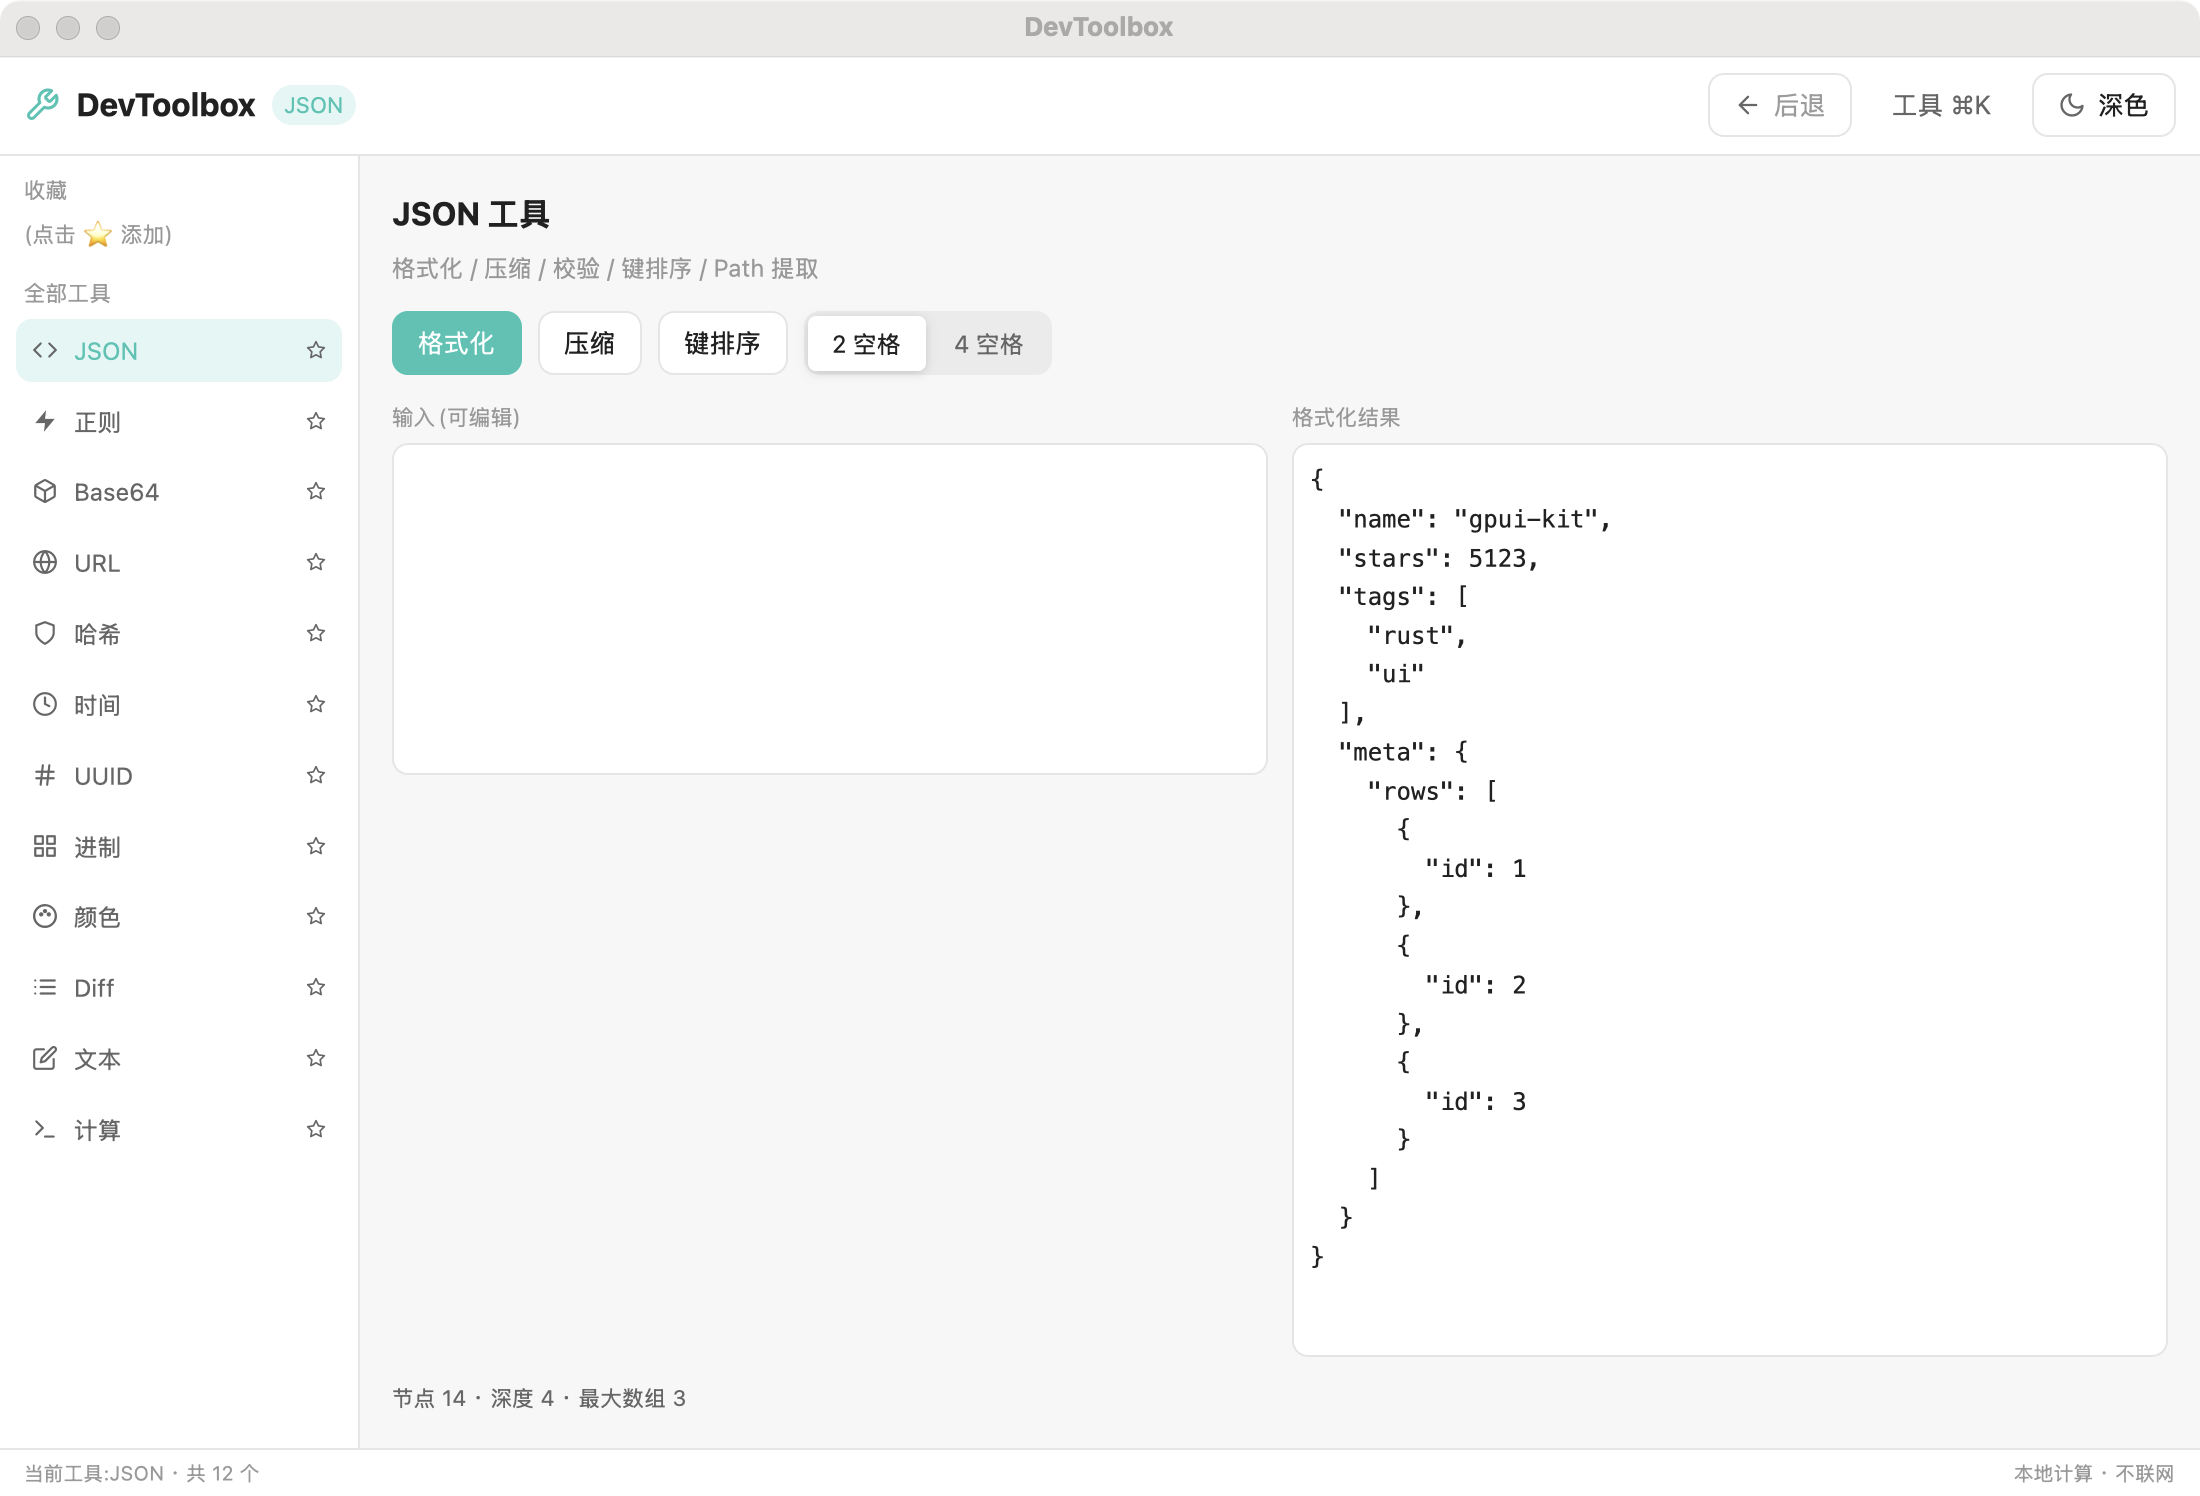 DevToolbox
DevToolbox JSON
后退 工具 ⌘K 深色
收藏
(点击 ⭐ 添加)
全部工具
JSON
正则
Base64
URL
哈希
时间
UUID
进制
颜色
Diff
文本
计算
JSON 工具
格式化 / 压缩 / 校验 / 键排序 / Path 提取
格式化 压缩 键排序 2 空格 4 空格
输入 (可编辑)
格式化结果
{
  "name": "gpui-kit",
  "stars": 5123,
  "tags": [
    "rust",
    "ui"
  ],
  "meta": {
    "rows": [
      {
        "id": 1
      },
      {
        "id": 2
      },
      {
        "id": 3
      }
    ]
  }
}
节点 14 · 深度 4 · 最大数组 3
当前工具:JSON · 共 12 个
本地计算 · 不联网